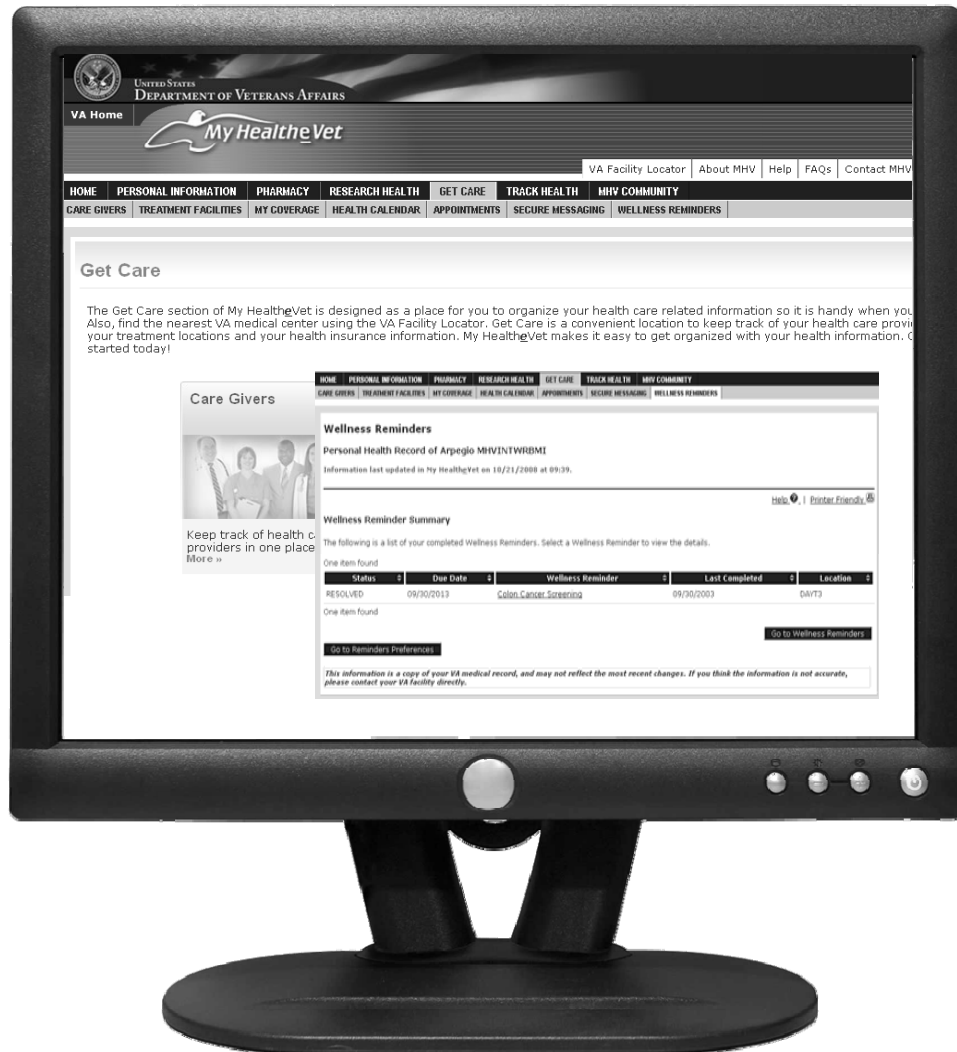 UNITED STATES
DEPARTMENT OF VETERANS AFFAIRS
VA Home
My HealtheVet
VA Facility Locator About MHV Help FAQs Contact MHV
HOME PERSONAL INFORMATION PHARMACY RESEARCH HEALTH GET CARE TRACK HEALTH MHV COMMUNITY
CARE GIVERS TREATMENT FACILITIES MY COVERAGE HEALTH CALENDAR APPOINTMENTS SECURE MESSAGING WELLNESS REMINDERS
Get Care
The Get Care section of My HealtheVet is designed as a place for you to organize your health care related information so it is handy when you
Also, find the nearest VA medical center using the VA Facility Locator. Get Care is a convenient location to keep track of your health care provi
your treatment locations and your health insurance information. My HealtheVet makes it easy to get organized with your health information.
started today!
Care Givers
Keep track of health c
providers in one place
More »
HOME PERSONAL INFORMATION PHARMACY RESEARCH HEALTH GET CARE TRACK HEALTH MHV COMMUNITY
CARE GIVERS TREATMENT FACILITIES MY COVERAGE HEALTH CALENDAR APPOINTMENTS SECURE MESSAGING WELLNESS REMINDERS
Wellness Reminders
Personal Health Record of Arpegio MHVINTWRBMI
Information last updated in My HealtheVet on 10/21/2008 at 09:39.
Help | Printer Friendly
Wellness Reminder Summary
The following is a list of your completed Wellness Reminders. Select a Wellness Reminder to view the details.
One item found
Status Due Date Wellness Reminder Last Completed Location
RESOLVED 09/30/2013 Colon Cancer Screening 09/30/2003 DAYT3
One item found
Go to Wellness Reminders
Go to Reminders Preferences
This information is a copy of your VA medical record, and may not reflect the most recent changes. If you think the information is not accurate,
please contact your VA facility directly.